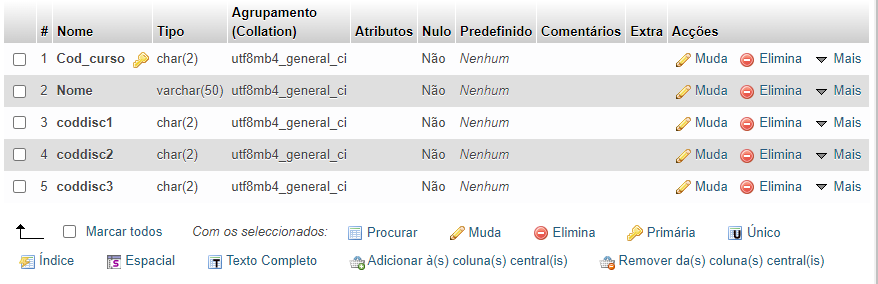 # Nome Tipo Agrupamento (Collation) Atributos Nulo Predefinido Comentários Extra Acções
1 Cod_curso char(2) utf8mb4_general_ci Não Nenhum Muda Elimina Mais
2 Nome varchar(50) utf8mb4_general_ci Não Nenhum Muda Elimina Mais
3 coddisc1 char(2) utf8mb4_general_ci Não Nenhum Muda Elimina Mais
4 coddisc2 char(2) utf8mb4_general_ci Não Nenhum Muda Elimina Mais
5 coddisc3 char(2) utf8mb4_general_ci Não Nenhum Muda Elimina Mais
Marcar todos Com os seleccionados: Procurar Muda Elimina Primária Único
Índice Espacial Texto Completo Adicionar à(s) coluna(s) central(is) Remover da(s) coluna(s) central(is)